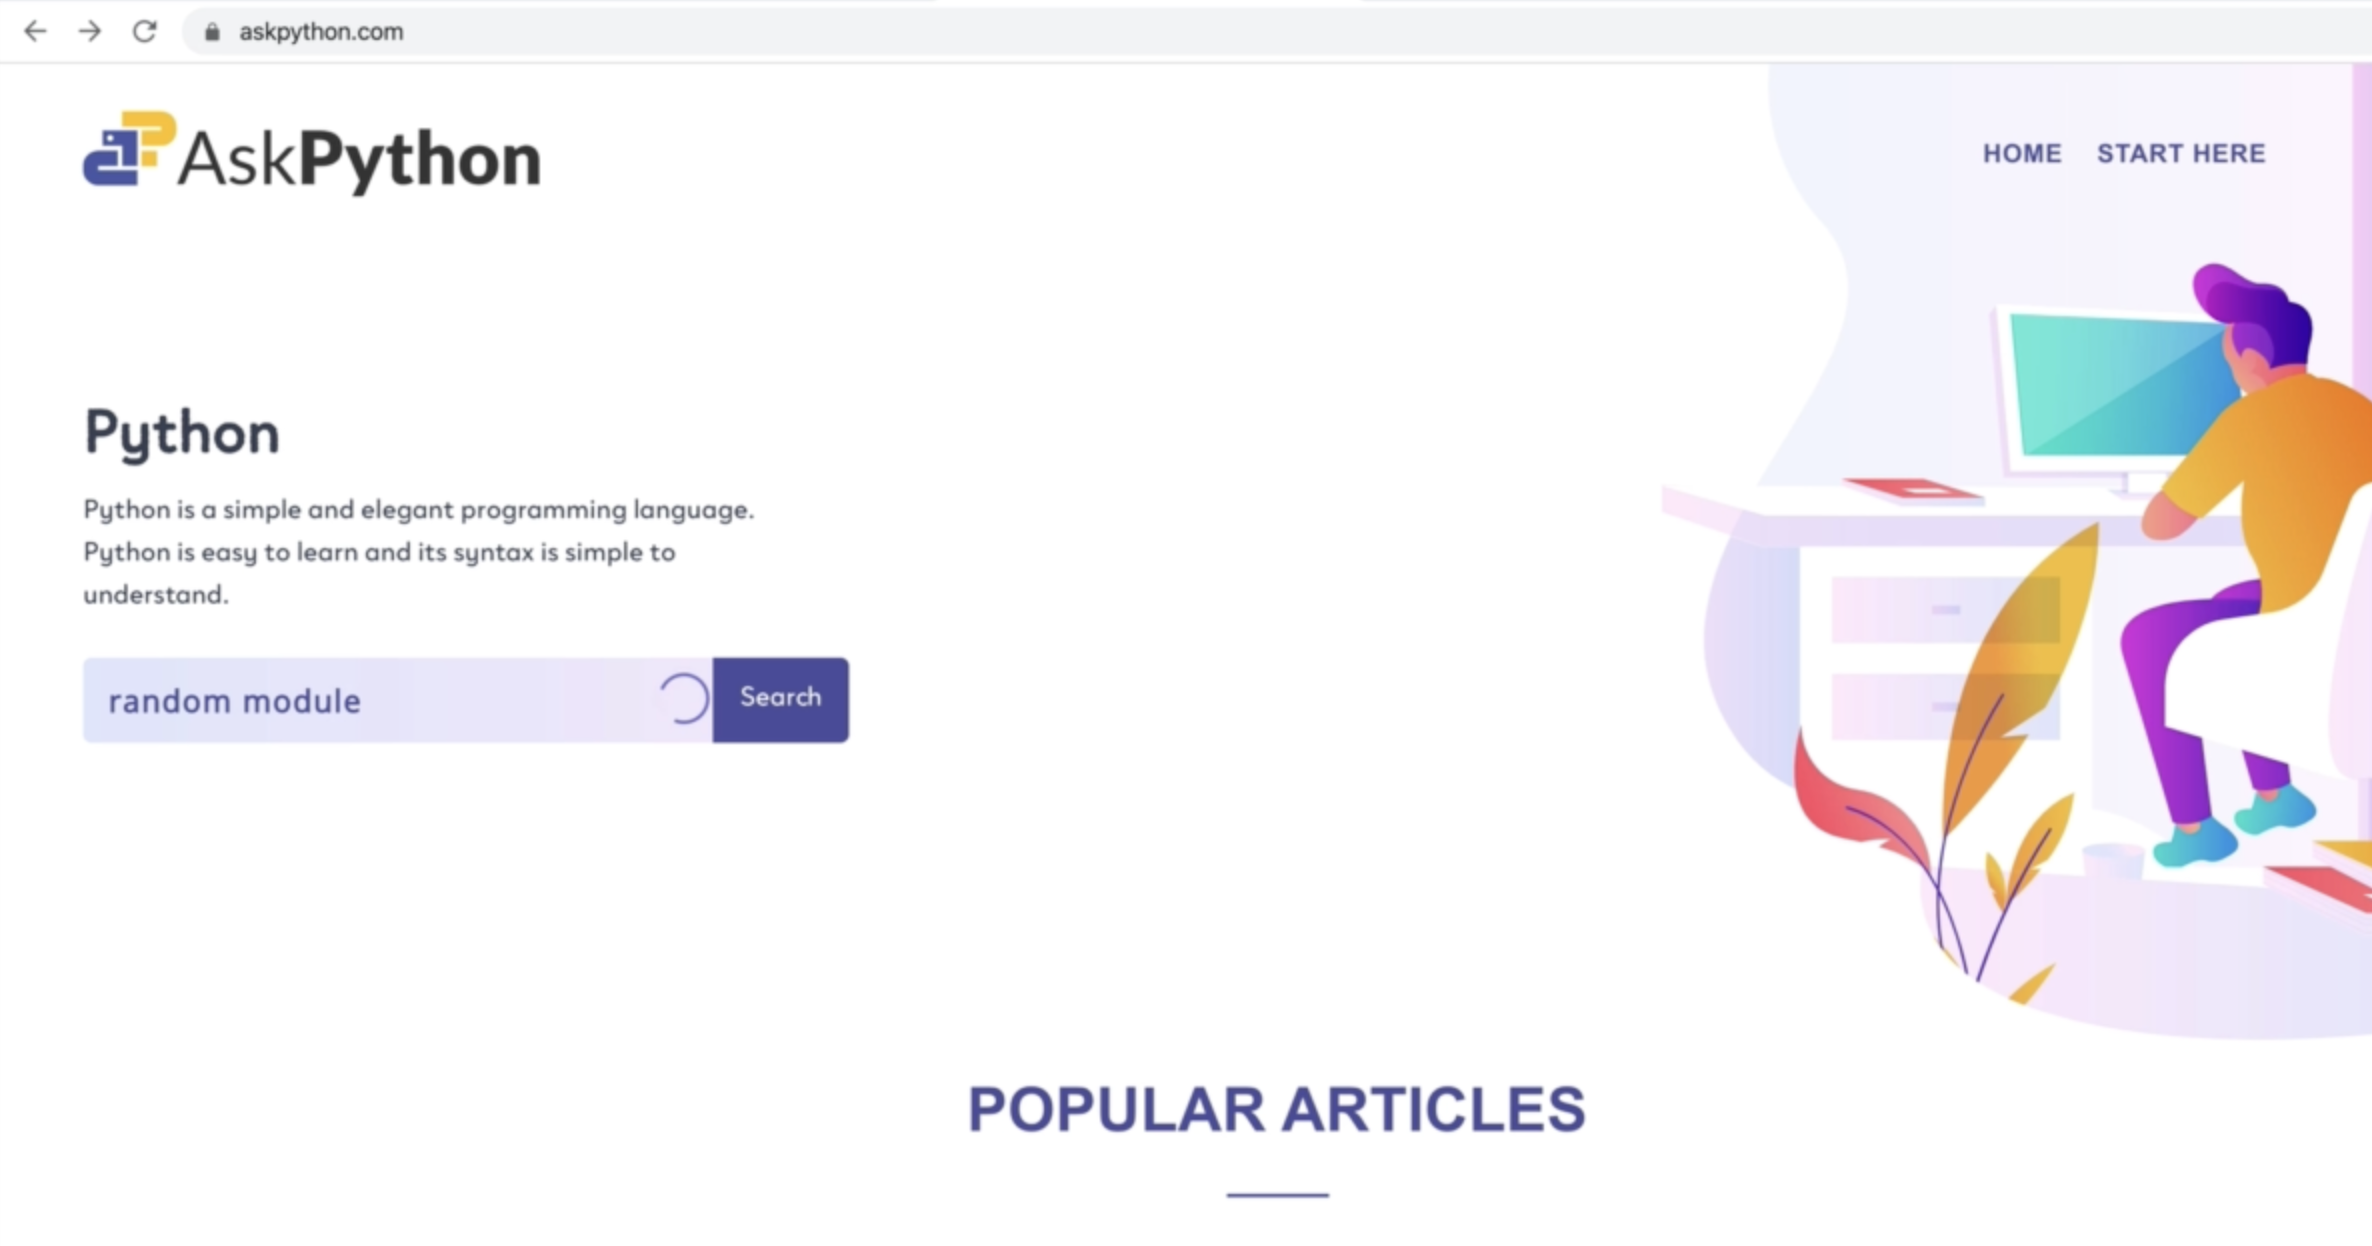 askpython.com
AskPython
HOME START HERE
Python
Python is a simple and elegant programming language.
Python is easy to learn and its syntax is simple to
understand.
random module
Search
POPULAR ARTICLES